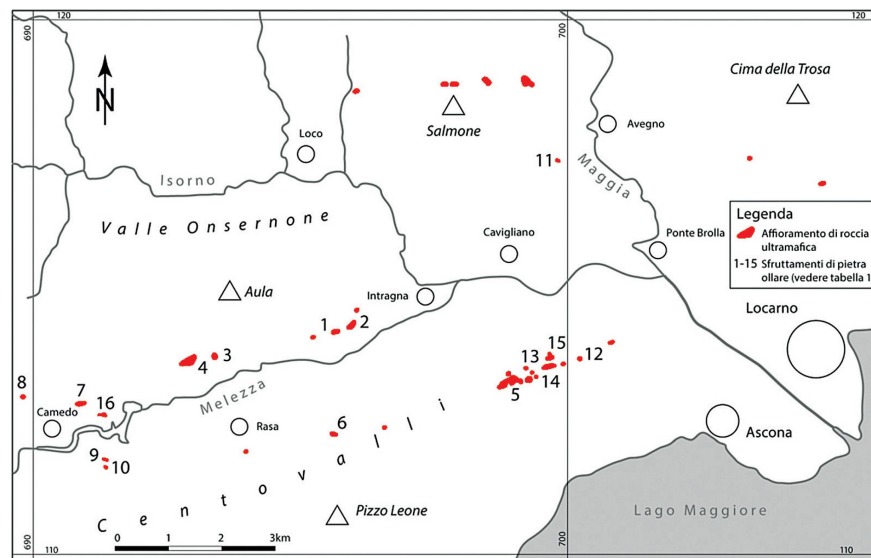 690
120
700
120
N
Cima della Trosa
Salmone
Avegno
Loco
11
Isorno
Maggia
Valle Onsernone
Legenda
Affioramento di roccia ultramafica
1-15 Sfruttamenti di pietra ollare (vedere tabella 1
Cavigliano
Ponte Brolla
Aula
Intragna
Locarno
1
2
15
12
3
4
13
14
5
8
7
16
Melezza
Camedo
Rasa
6
Ascona
9
10
Centovalli
Pizzo Leone
Lago Maggiore
690
110
0
1
2
3km
700
110